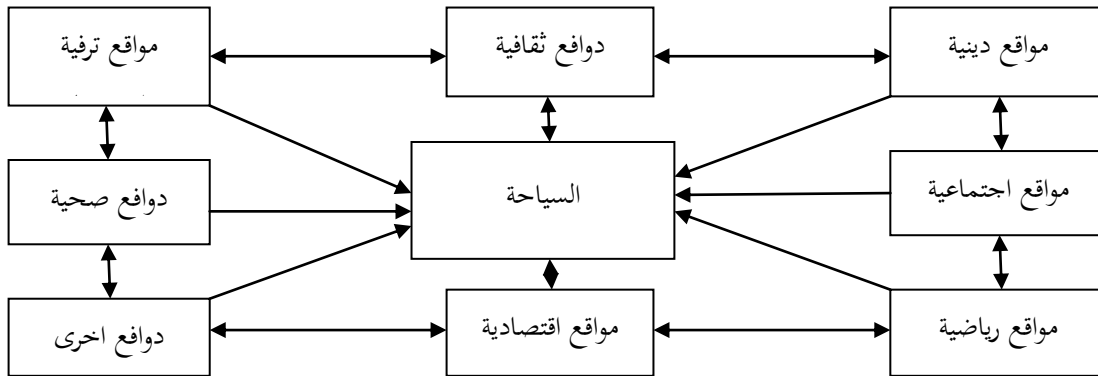 مواقع دينية
دوافع ثقافية
مواقع ترفية
مواقع اجتماعية
السياحة
دوافع صحية
مواقع رياضية
مواقع اقتصادية
دوافع اخرى